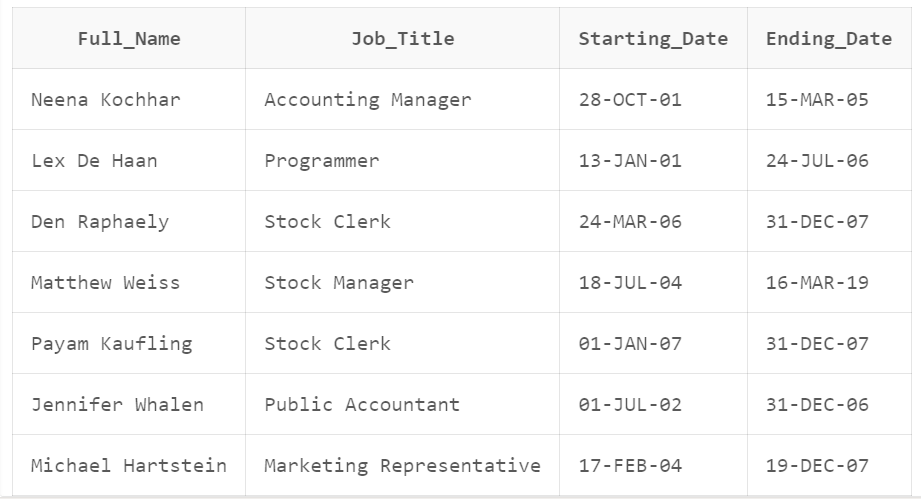 Full_Name Job_Title Starting_Date Ending_Date
Neena Kochhar Accounting Manager 28-OCT-01 15-MAR-05
Lex De Haan Programmer 13-JAN-01 24-JUL-06
Den Raphaely Stock Clerk 24-MAR-06 31-DEC-07
Matthew Weiss Stock Manager 18-JUL-04 16-MAR-19
Payam Kaufling Stock Clerk 01-JAN-07 31-DEC-07
Jennifer Whalen Public Accountant 01-JUL-02 31-DEC-06
Michael Hartstein Marketing Representative 17-FEB-04 19-DEC-07